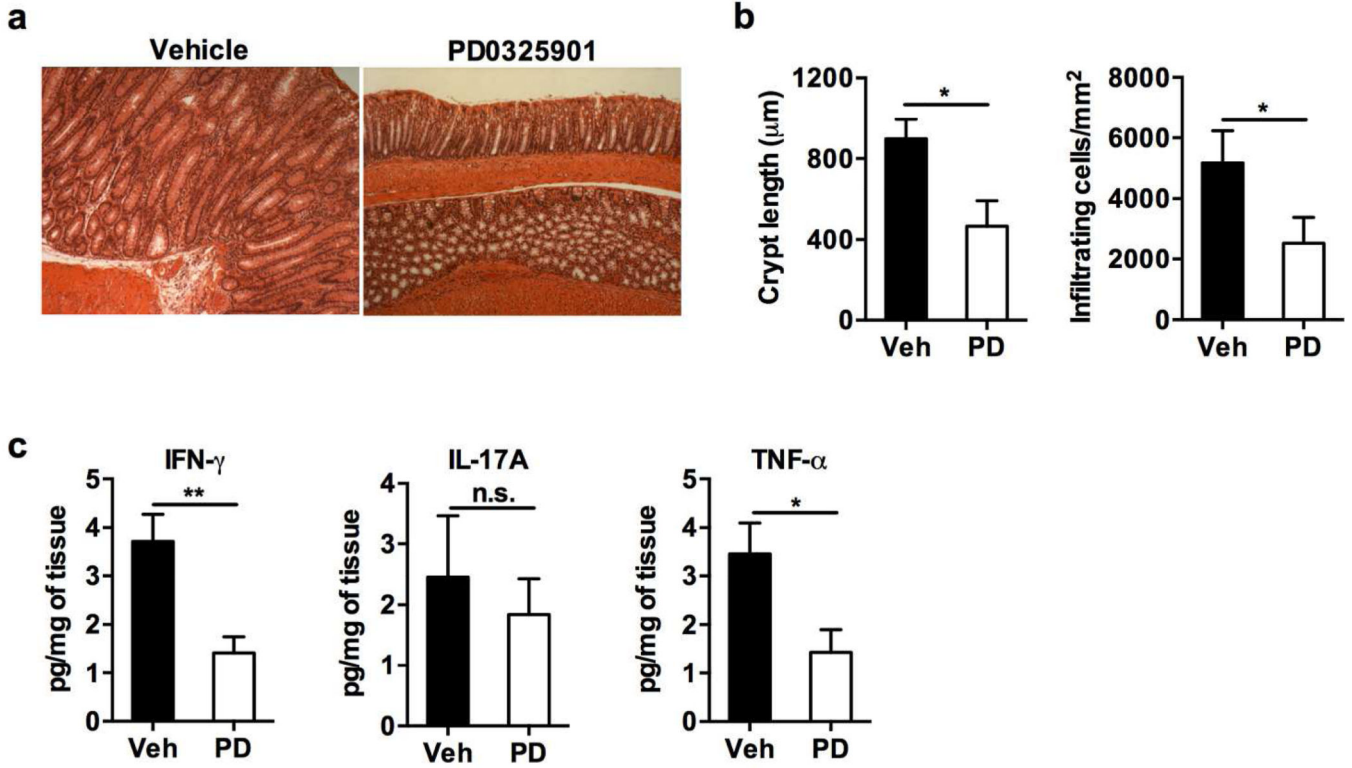 a
Vehicle
PD0325901
b
Crypt length (μm)
1200
800
400
0
*
Veh
PD
Infiltrating cells/mm²
8000
6000
4000
2000
0
*
Veh
PD
c
IFN-γ
pg/mg of tissue
5
4
3
2
1
0
**
Veh
PD
IL-17A
pg/mg of tissue
4
3
2
1
0
n.s.
Veh
PD
TNF-α
pg/mg of tissue
5
4
3
2
1
0
*
Veh
PD